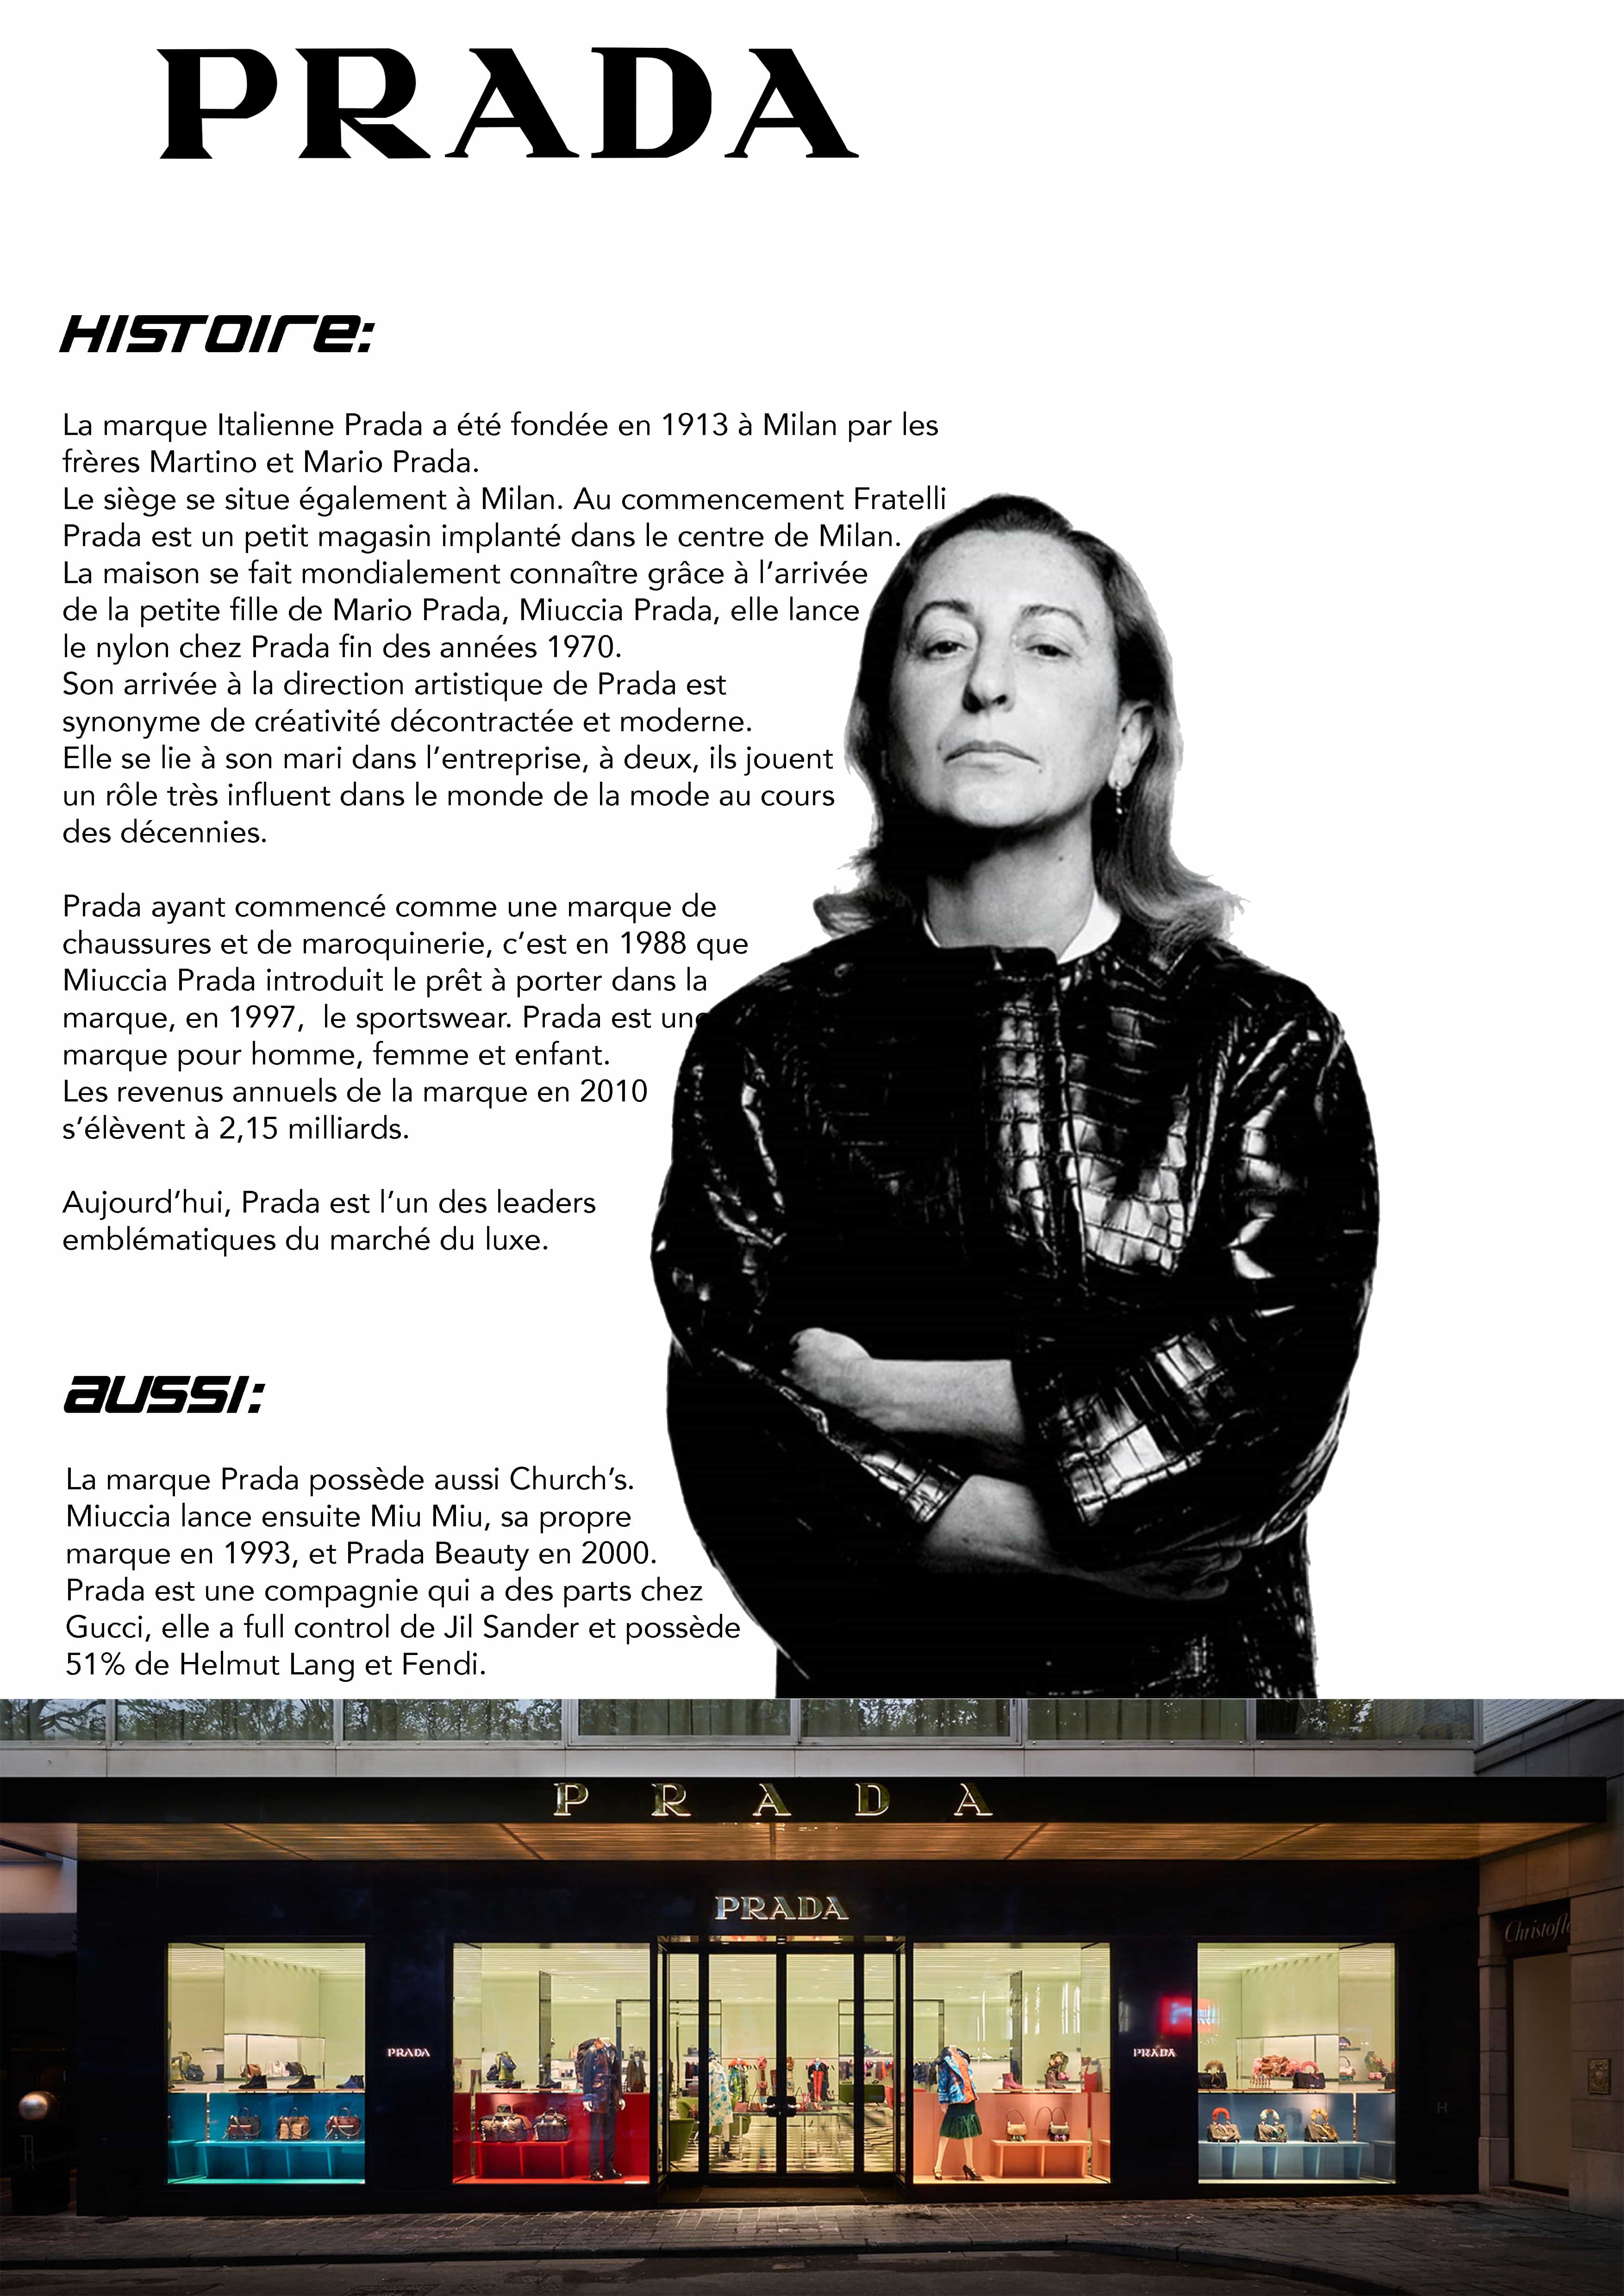 PRADA
HISTOIre:
La marque Italienne Prada a été fondée en 1913 à Milan par les
frères Martino et Mario Prada.
Le siège se situe également à Milan. Au commencement Fratelli
Prada est un petit magasin implanté dans le centre de Milan.
La maison se fait mondialement connaître grâce à l’arrivée
de la petite fille de Mario Prada, Miuccia Prada, elle lance
le nylon chez Prada fin des années 1970.
Son arrivée à la direction artistique de Prada est
synonyme de créativité décontractée et moderne.
Elle se lie à son mari dans l’entreprise, à deux, ils jouent
un rôle très influent dans le monde de la mode au cours
des décennies.
Prada ayant commencé comme une marque de
chaussures et de maroquinerie, c’est en 1988 que
Miuccia Prada introduit le prêt à porter dans la
marque, en 1997,  le sportswear. Prada est une
marque pour homme, femme et enfant.
Les revenus annuels de la marque en 2010
s’élèvent à 2,15 milliards.
Aujourd’hui, Prada est l’un des leaders
emblématiques du marché du luxe.
aUSSI:
La marque Prada possède aussi Church’s.
Miuccia lance ensuite Miu Miu, sa propre
marque en 1993, et Prada Beauty en 2000.
Prada est une compagnie qui a des parts chez
Gucci, elle a full control de Jil Sander et possède
51% de Helmut Lang et Fendi.
PRADA
PRADA
Christofle
PRADA
PRADA